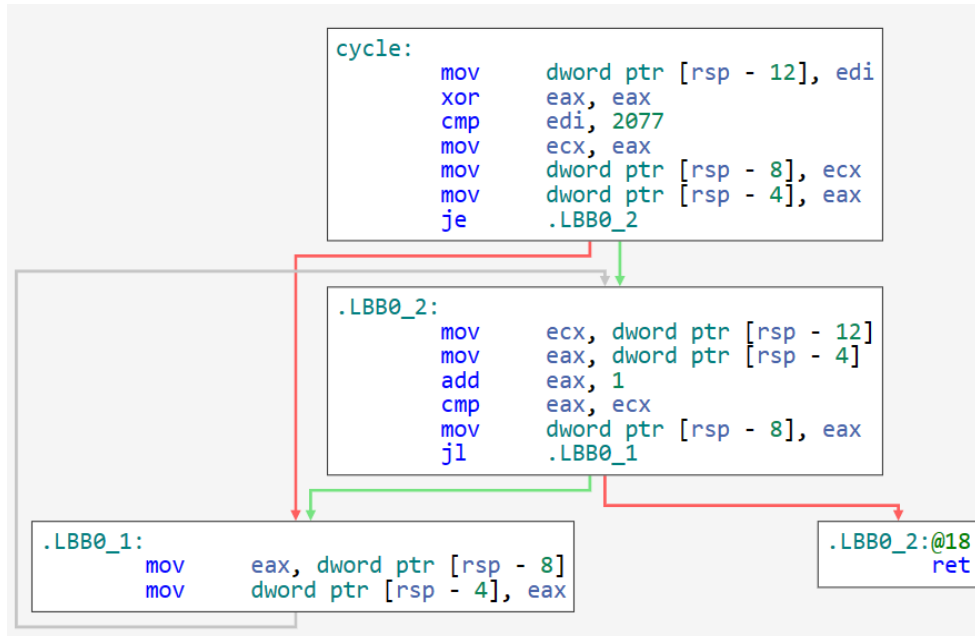 cycle:
mov dword ptr [rsp - 12], edi
xor eax, eax
cmp edi, 2077
mov ecx, eax
mov dword ptr [rsp - 8], ecx
mov dword ptr [rsp - 4], eax
je .LBB0_2
.LBB0_2:
mov ecx, dword ptr [rsp - 12]
mov eax, dword ptr [rsp - 4]
add eax, 1
cmp eax, ecx
mov dword ptr [rsp - 8], eax
jl .LBB0_1
.LBB0_1:
mov eax, dword ptr [rsp - 8]
mov dword ptr [rsp - 4], eax
.LBB0_2:@18
ret